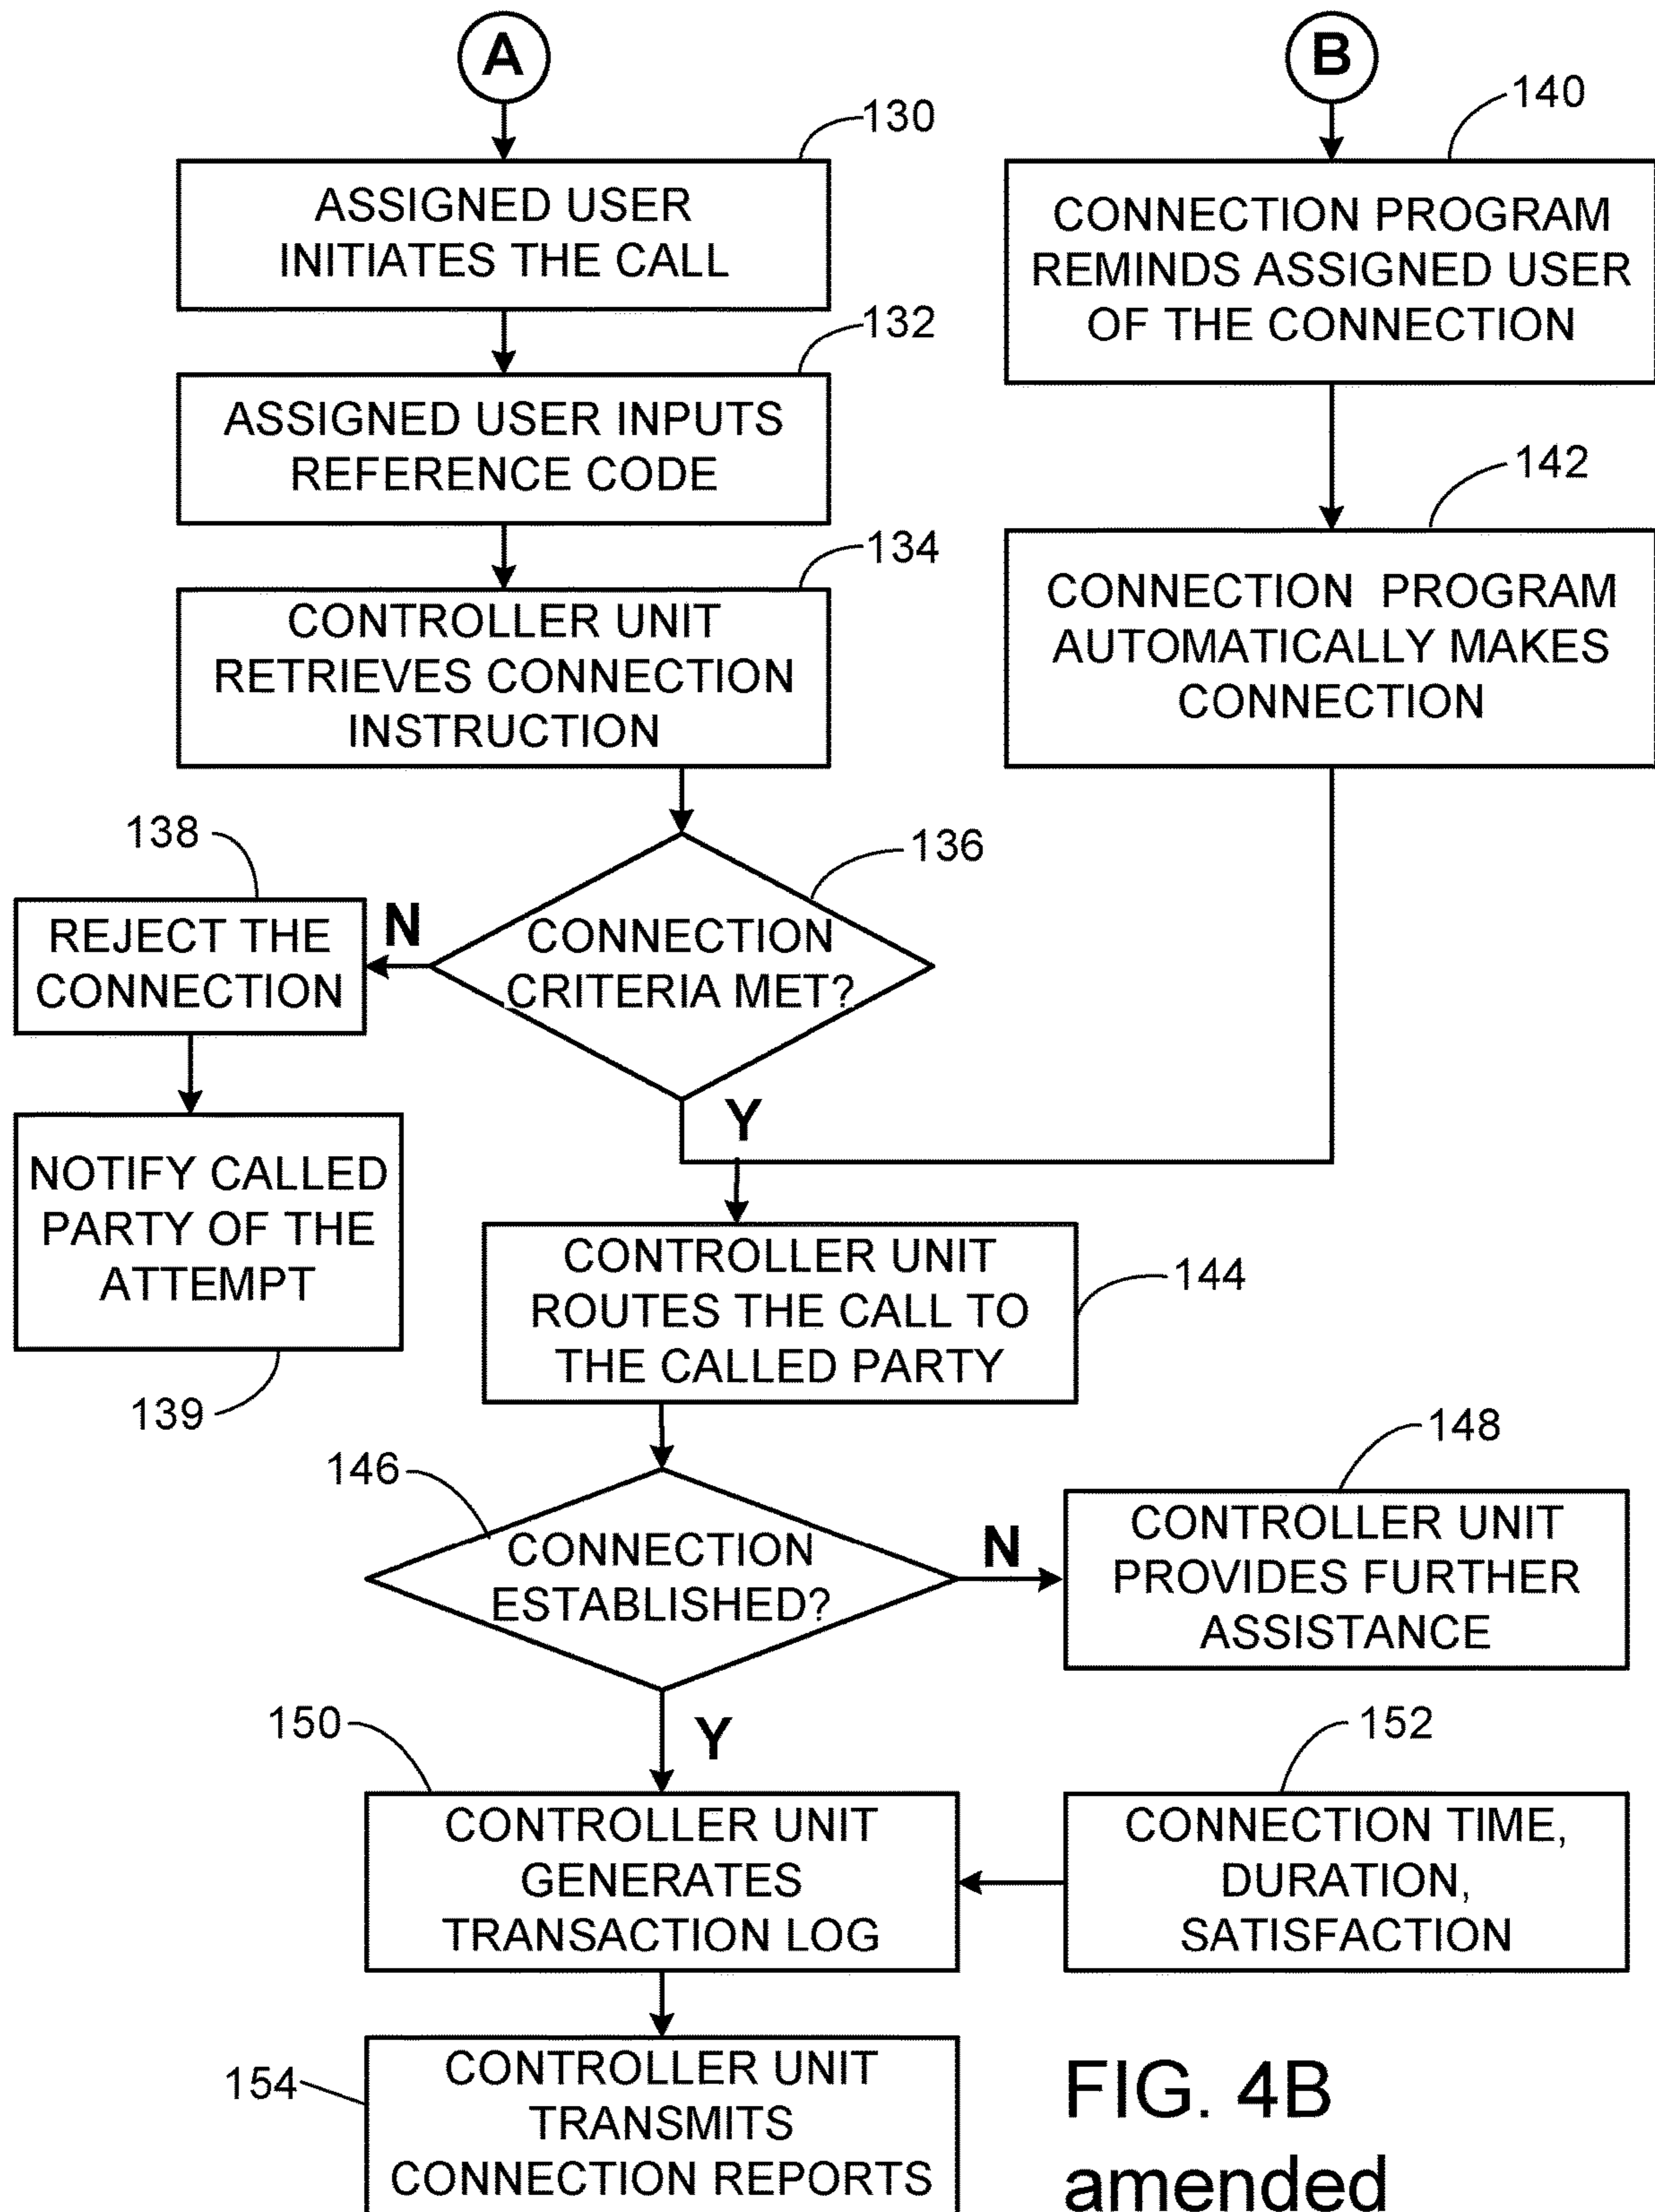 A
B
130
140
ASSIGNED USER
INITIATES THE CALL
CONNECTION PROGRAM
REMINDS ASSIGNED USER
OF THE CONNECTION
132
ASSIGNED USER INPUTS
REFERENCE CODE
142
134
CONTROLLER UNIT
RETRIEVES CONNECTION
INSTRUCTION
CONNECTION PROGRAM
AUTOMATICALLY MAKES
CONNECTION
138
136
REJECT THE
CONNECTION
N
CONNECTION
CRITERIA MET?
Y
NOTIFY CALLED
PARTY OF THE
ATTEMPT
139
CONTROLLER UNIT
ROUTES THE CALL TO
THE CALLED PARTY
144
146
148
CONNECTION
ESTABLISHED?
N
CONTROLLER UNIT
PROVIDES FURTHER
ASSISTANCE
150
Y
152
CONTROLLER UNIT
GENERATES
TRANSACTION LOG
CONNECTION TIME,
DURATION,
SATISFACTION
154
CONTROLLER UNIT
TRANSMITS
CONNECTION REPORTS
FIG. 4B
amended